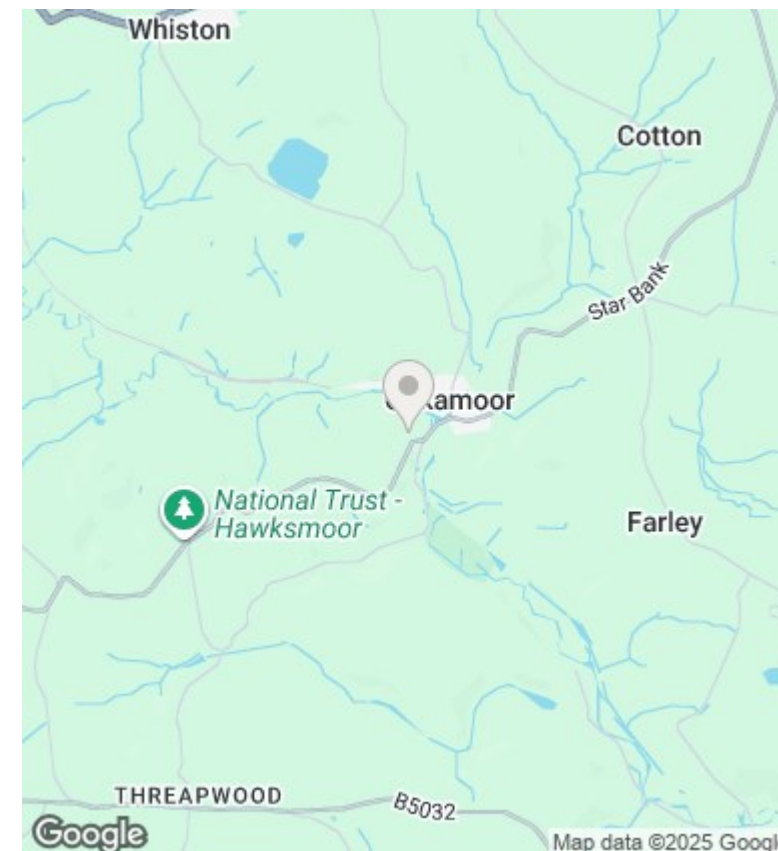 Whiston
Cotton
Star Bank
National Trust -
Hawksmoor
Farley
THREAPWOOD
B5032
Google
Map data ©2025 Googl